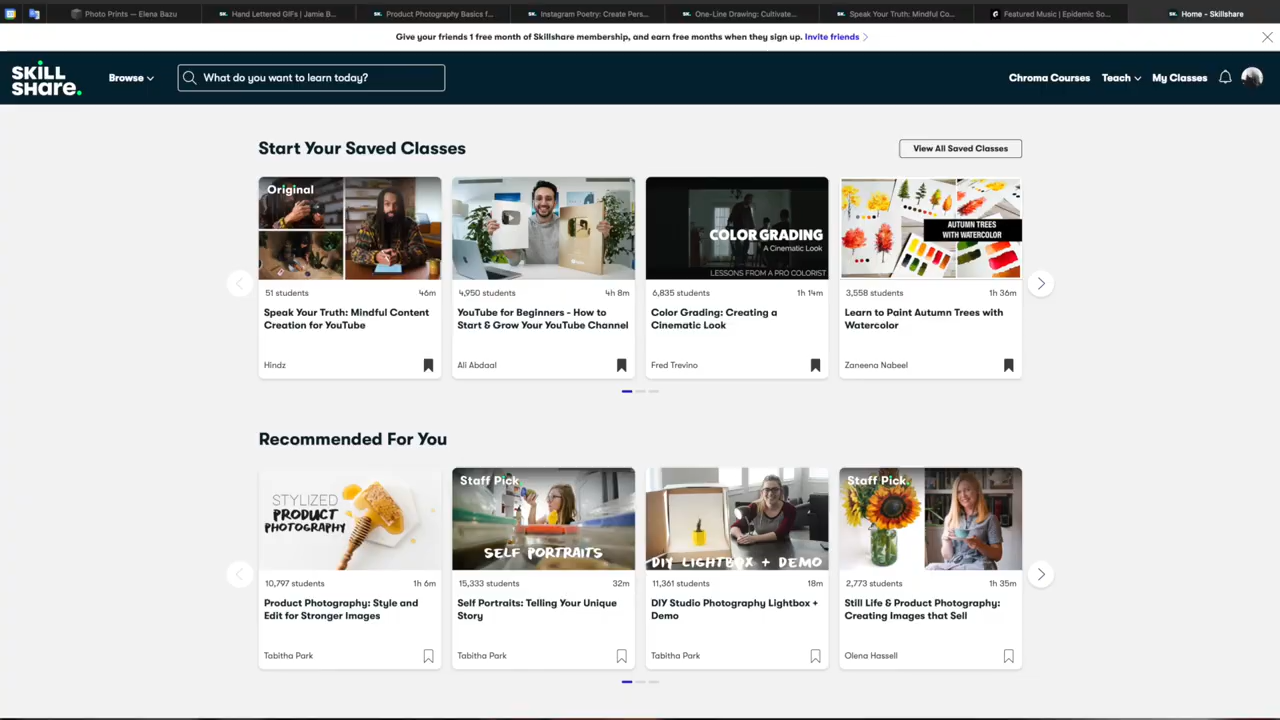 Photo Prints — Elena Bazu
Hand Lettered GIFs | Jamie B...
Product Photography Basics f...
Instagram Poetry: Create Pers...
One-Line Drawing: Cultivate...
Speak Your Truth: Mindful Co...
Featured Music | Epidemic So...
Home - Skillshare
Give your friends 1 free month of Skillshare membership, and earn free months when they sign up. Invite friends
SKILL
SHaRe.
Browse
What do you want to learn today?
Chroma Courses
Teach
My Classes
Start Your Saved Classes
View All Saved Classes
Original
COLOR GRADING
A Cinematic Look
LESSONS FROM A PRO COLORIST
AUTUMN TREES
WITH WATERCOLOR
51 students 46m
Speak Your Truth: Mindful Content
Creation for YouTube
Hindz
4,950 students 4h 8m
YouTube for Beginners - How to
Start & Grow Your YouTube Channel
Ali Abdaal
6,835 students 1h 14m
Color Grading: Creating a
Cinematic Look
Fred Trevino
3,558 students 1h 36m
Learn to Paint Autumn Trees with
Watercolor
Zaneena Nabeel
Recommended For You
STYLIZED
PRODUCT
PHOTOGRAPHY
Staff Pick
SELF PORTRAITS
DIY LIGHTBOX + DEMO
Staff Pick
10,797 students 1h 6m
Product Photography: Style and
Edit for Stronger Images
Tabitha Park
15,333 students 32m
Self Portraits: Telling Your Unique
Story
Tabitha Park
11,361 students 18m
DIY Studio Photography Lightbox +
Demo
Tabitha Park
2,773 students 1h 35m
Still Life & Product Photography:
Creating Images that Sell
Olena Hassell